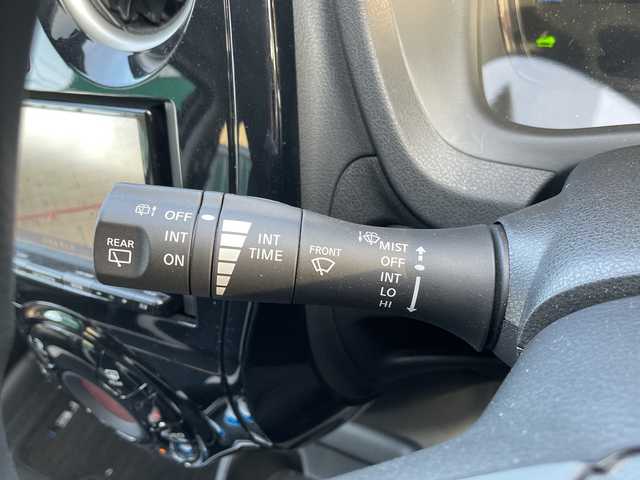 REAR
OFF
INT
ON
INT
TIME
FRONT
MIST
OFF
INT
LO
HI